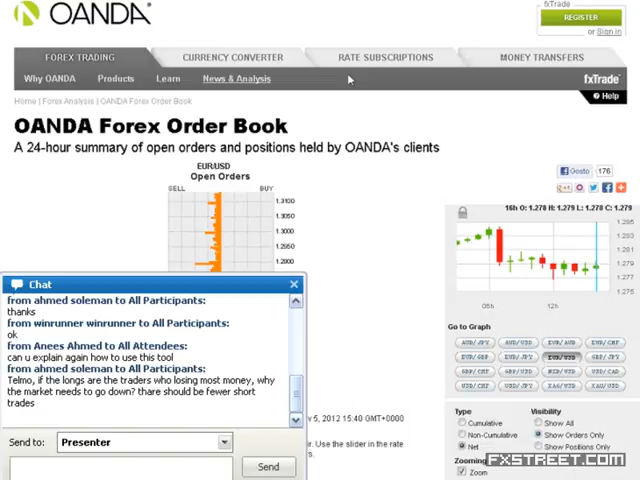 OANDA
fxTrade
REGISTER
or Sign in
FOREX TRADING
CURRENCY CONVERTER
RATE SUBSCRIPTIONS
MONEY TRANSFERS
Why OANDA
Products
Learn
News & Analysis
fxTrade
Help
Home | Forex Analysis | OANDA Forex Order Book
OANDA Forex Order Book
A 24-hour summary of open orders and positions held by OANDA's clients
EUR/USD
Open Orders
SELL
BUY
1.3100
1.3000
1.2900
1.2850
Gosto
176
+1
16h O: 1.278 H: 1.279 L: 1.278 C: 1.279
1.285
1.283
1.281
1.279
1.277
1.275
12h
Chat
from ahmed soleman to All Participants:
thanks
from winrunner winrunner to All Participants:
ok
from Anees Ahmed to All Attendees:
can u explain again how to use this tool
from ahmed soleman to All Participants:
Telmo, if the longs are the traders who losing most money, why
the market needs to go down? thare should be fewer short
trades
Send to:
Presenter
Send
v 5, 2012 15:40 GMT+0000
ir. Use the slider in the rate
rs.
Go to Graph
AUD/JPY
AUD/USD
EUR/AUD
EUR/CHF
EUR/GBP
EUR/JPY
EUR/USD
GBP/JPY
GBP/CHF
GBP/USD
NZD/USD
USD/CAD
USD/CHF
USD/JPY
XAG/USD
XAU/USD
Type
Cumulative
Non-Cumulative
Net
Visibility
Show All
Show Orders Only
Show Positions Only
Zooming
Zoom
FXSTREET.COM